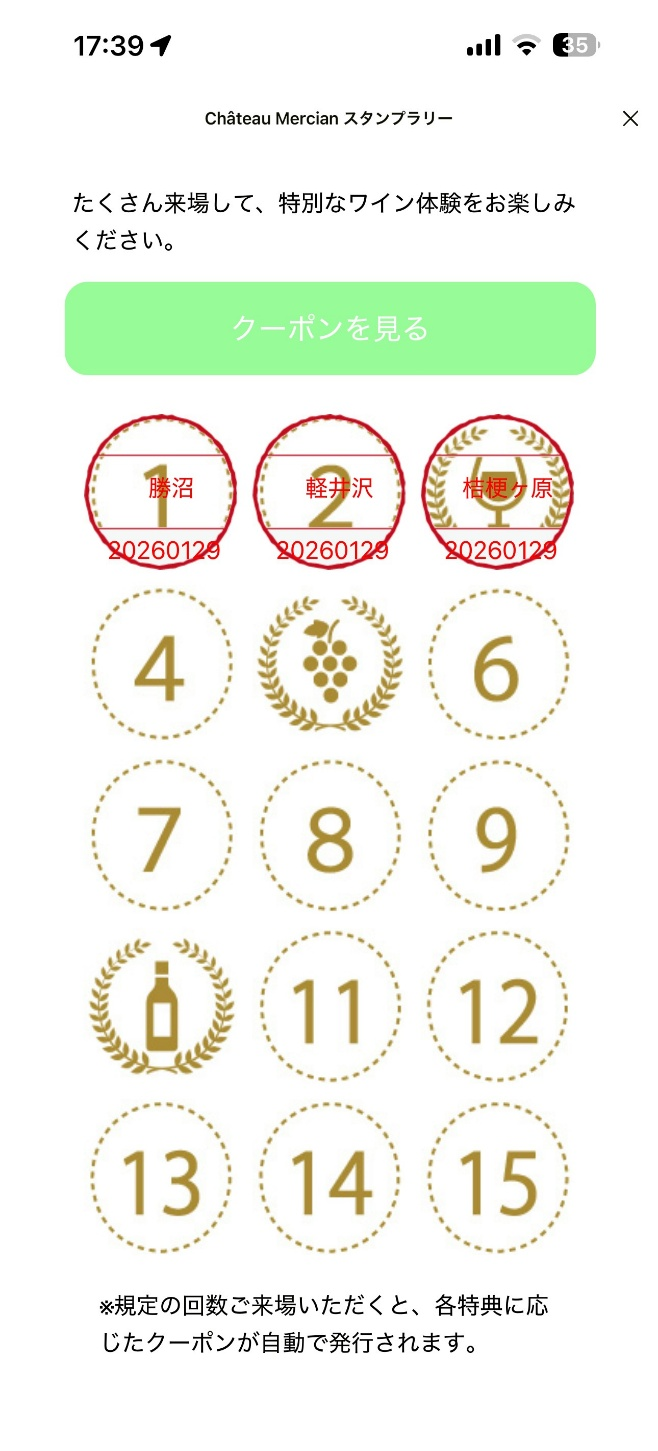 17:39
35
Château Mercian スタンプラリー
たくさん来場して、特別なワイン体験をお楽しみ
ください。
クーポンを見る
1 2
勝沼 軽井沢 桔梗ヶ原
20260129 20260129 20260129
4 6
7 8 9
11 12
13 14 15
※規定の回数ご来場いただくと、各特典に応
じたクーポンが自動で発行されます。